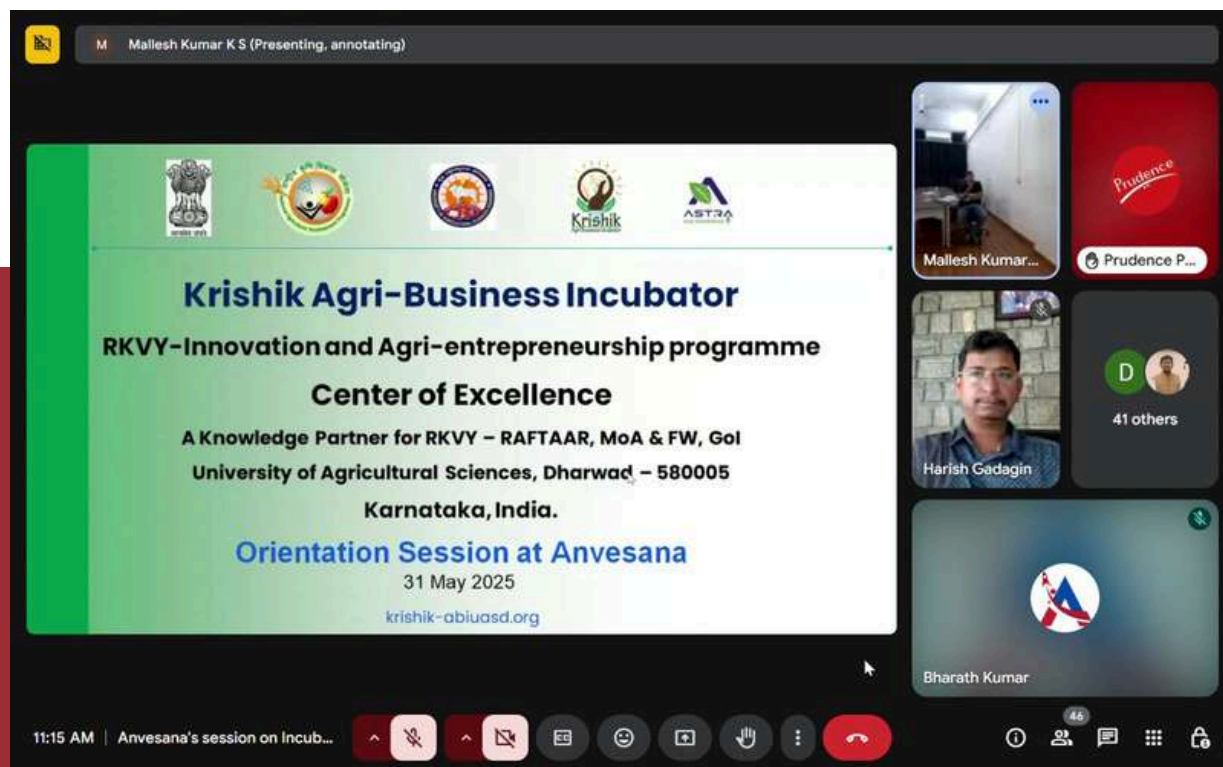 M Mallesh Kumar K S (Presenting, annotating)
Krishik
ASTRA
Krishik Agri-Business Incubator
RKVY-Innovation and Agri-entrepreneurship programme
Center of Excellence
A Knowledge Partner for RKVY – RAFTAAR, MoA & FW, GoI
University of Agricultural Sciences, Dharwad – 580005
Karnataka, India.
Orientation Session at Anvesana
31 May 2025
krishik-abiuasd.org
Mallesh Kumar...
Prudence
Prudence P...
Harish Gadagin
D
41 others
Bharath Kumar
11:15 AM | Anvesana's session on Incub...
46